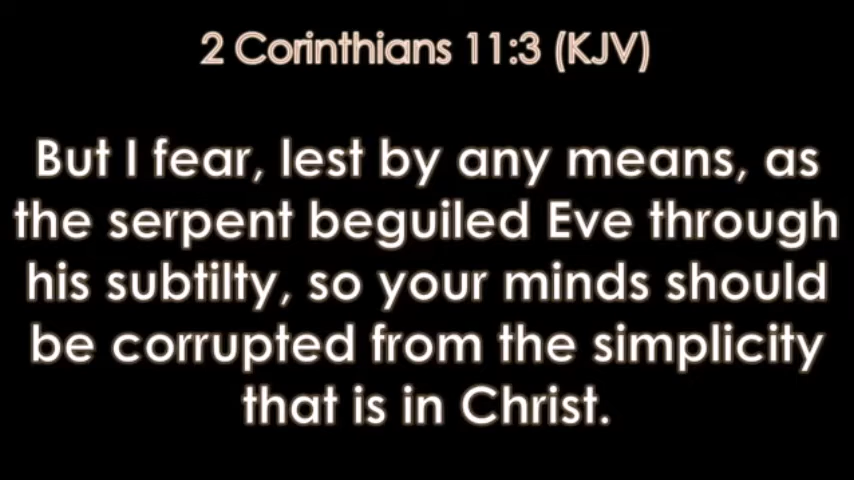 2 Corinthians 11:3 (KJV)
But I fear, lest by any means, as
the serpent beguiled Eve through
his subtilty, so your minds should
be corrupted from the simplicity
that is in Christ.